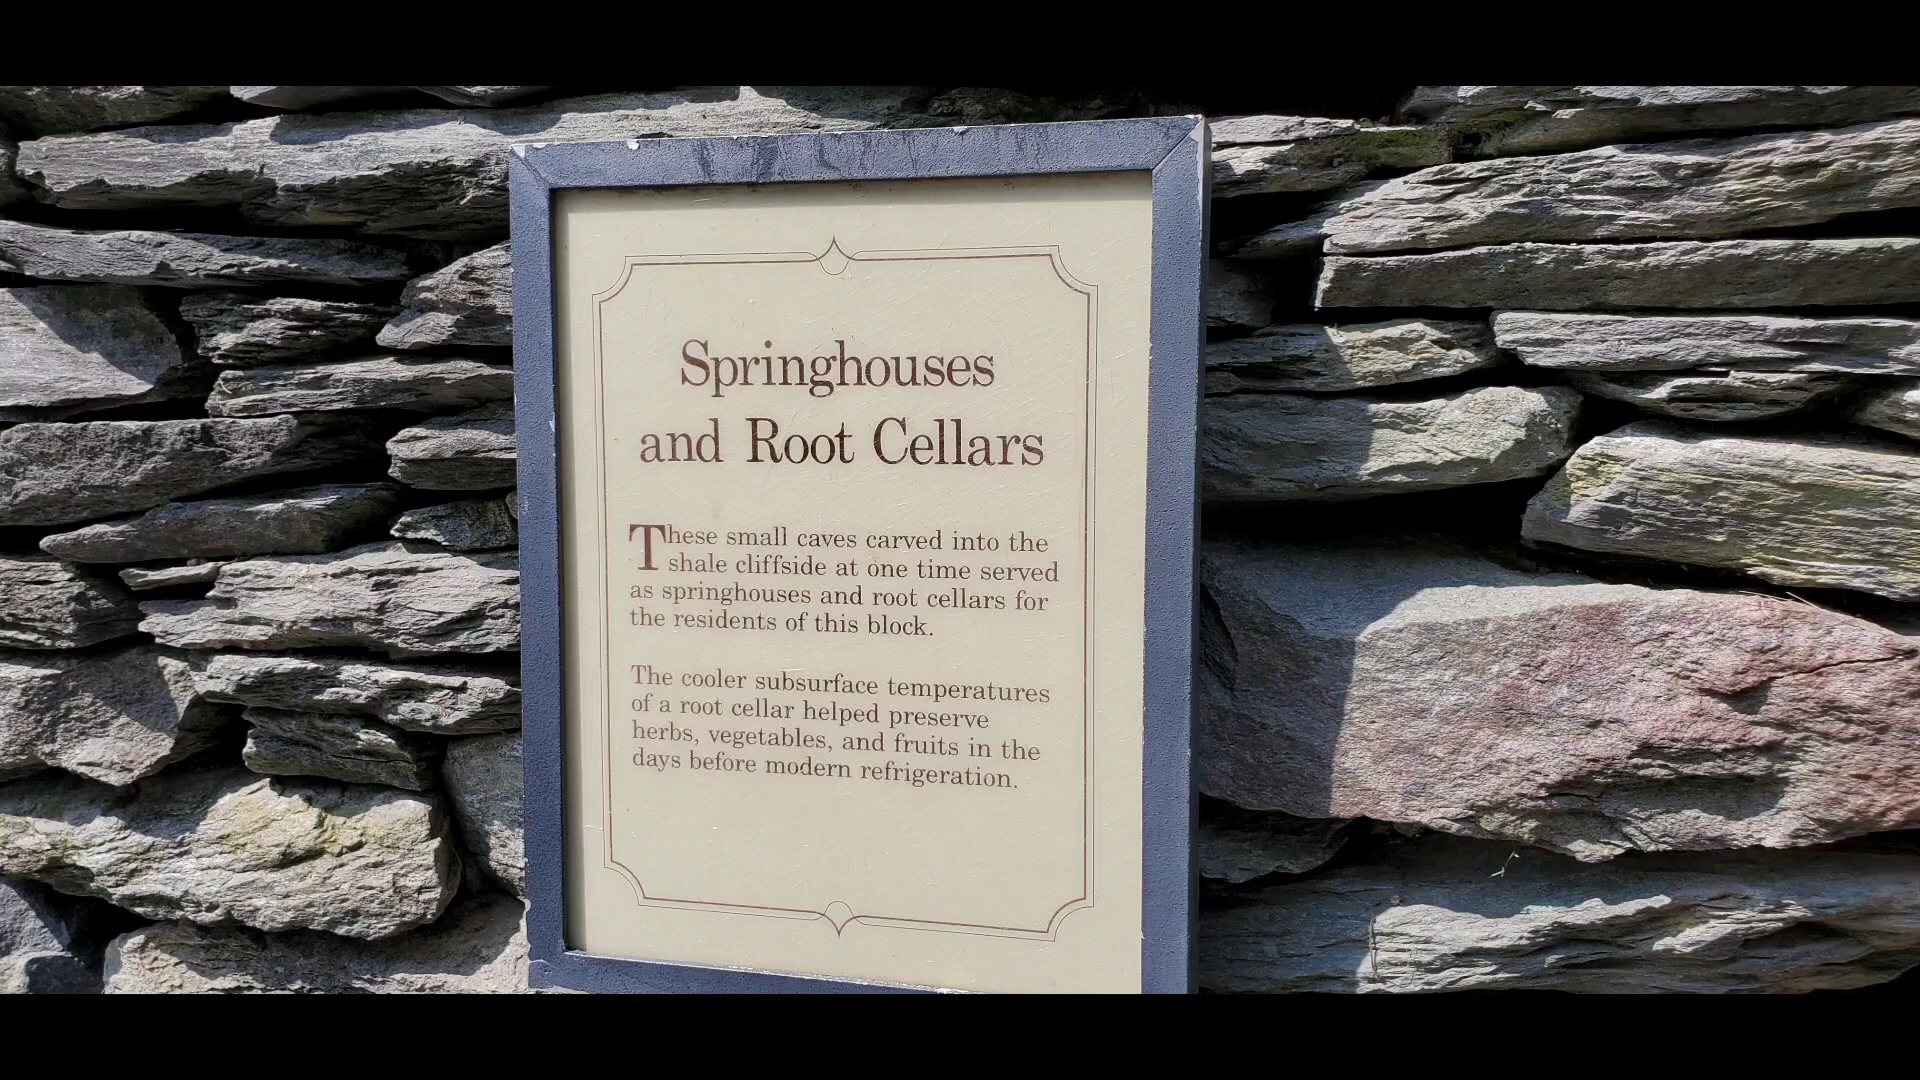 Springhouses
and Root Cellars
These small caves carved into the
shale cliffside at one time served
as springhouses and root cellars for
the residents of this block.
The cooler subsurface temperatures
of a root cellar helped preserve
herbs, vegetables, and fruits in the
days before modern refrigeration.